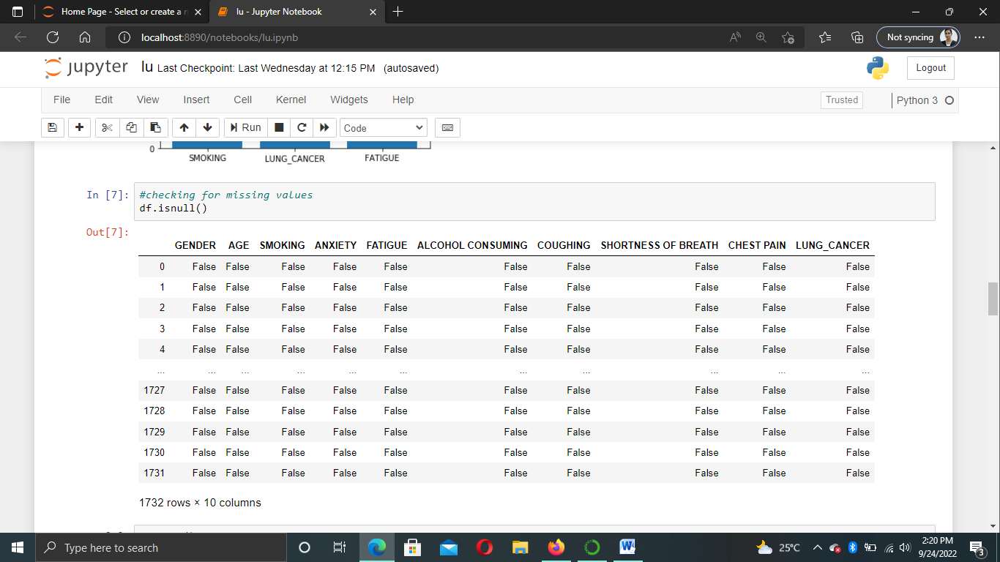 Home Page - Select or create a n
lu - Jupyter Notebook
localhost:8890/notebooks/lu.ipynb
Not syncing
jupyter lu Last Checkpoint: Last Wednesday at 12:15 PM (autosaved)
Logout
File Edit View Insert Cell Kernel Widgets Help
Trusted
Python 3
Run
Code
0
SMOKING LUNG_CANCER FATIGUE
In [7]: #checking for missing values
df.isnull()
Out[7]:
GENDER AGE SMOKING ANXIETY FATIGUE ALCOHOL CONSUMING COUGHING SHORTNESS OF BREATH CHEST PAIN LUNG_CANCER
0 False False False False False False False False False False
1 False False False False False False False False False False
2 False False False False False False False False False False
3 False False False False False False False False False False
4 False False False False False False False False False False
... ... ... ... ... ... ... ... ... ... ...
1727 False False False False False False False False False False
1728 False False False False False False False False False False
1729 False False False False False False False False False False
1730 False False False False False False False False False False
1731 False False False False False False False False False False
1732 rows × 10 columns
Type here to search
25°C
2:20 PM
9/24/2022
3